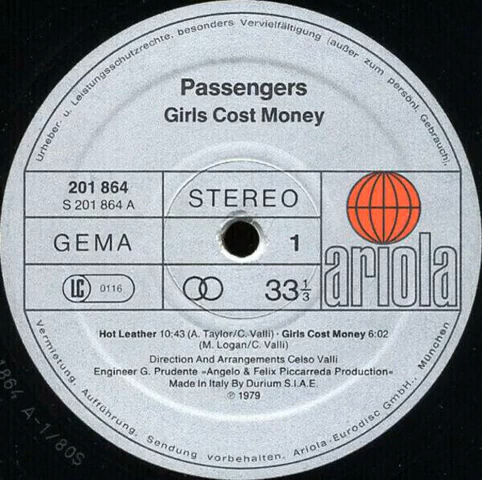 Urheber- u. Leistungsschutzrechte, besonders Vervielfältigung (außer zum persönl. Gebrauch),
Passengers
Girls Cost Money
201 864
S 201 864 A
STEREO
GEMA
1
LC 0116
33 1/3
ariola
Hot Leather 10:43 (A. Taylor/C. Valli) · Girls Cost Money 6:02
(M. Logan/C. Valli)
Direction And Arrangements Celso Valli
Engineer G. Prudente »Angelo & Felix Piccarreda Production«
Made In Italy By Durium S.I.A.E.
℗ 1979
Vermietung, Aufführung, Sendung vorbehalten. Ariola-Eurodisc GmbH., München
1864 A-1/80S